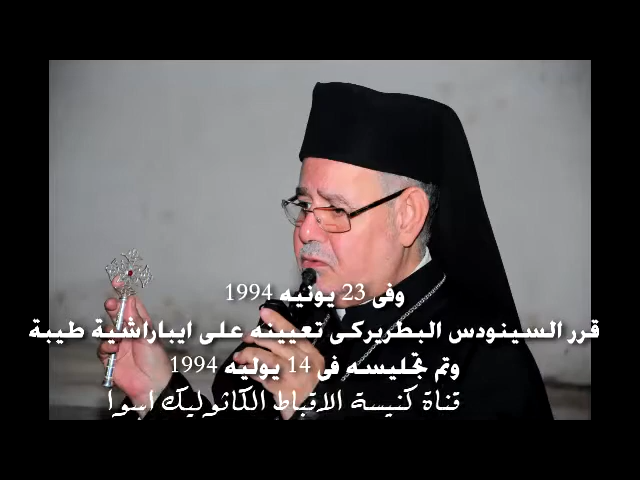 وفى 23 يونيه 1994
قرر السينودس البطريركى تعيينه على ايباراشية طيبة
وتم تجليسه فى 14 يوليه 1994
قناة كنيسة الاقباط الكاثوليك اسوا